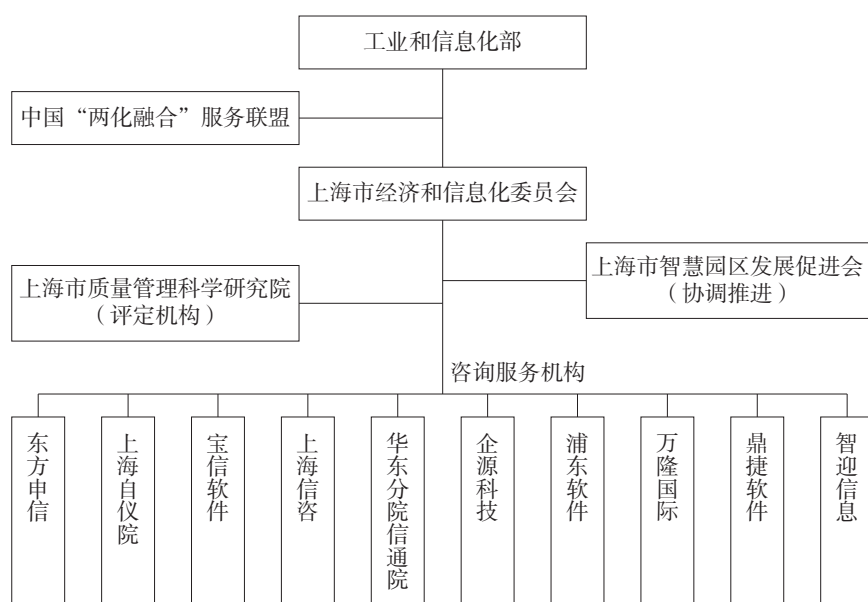 工业和信息化部
中国“两化融合”服务联盟
上海市经济和信息化委员会
上海市智慧园区发展促进会
（协调推进）
上海市质量管理科学研究院
（评定机构）
咨询服务机构
东方申信
上海自仪院
宝信软件
上海信咨
华东分院信通院
企源科技
浦东软件
万隆国际
鼎捷软件
智迎信息